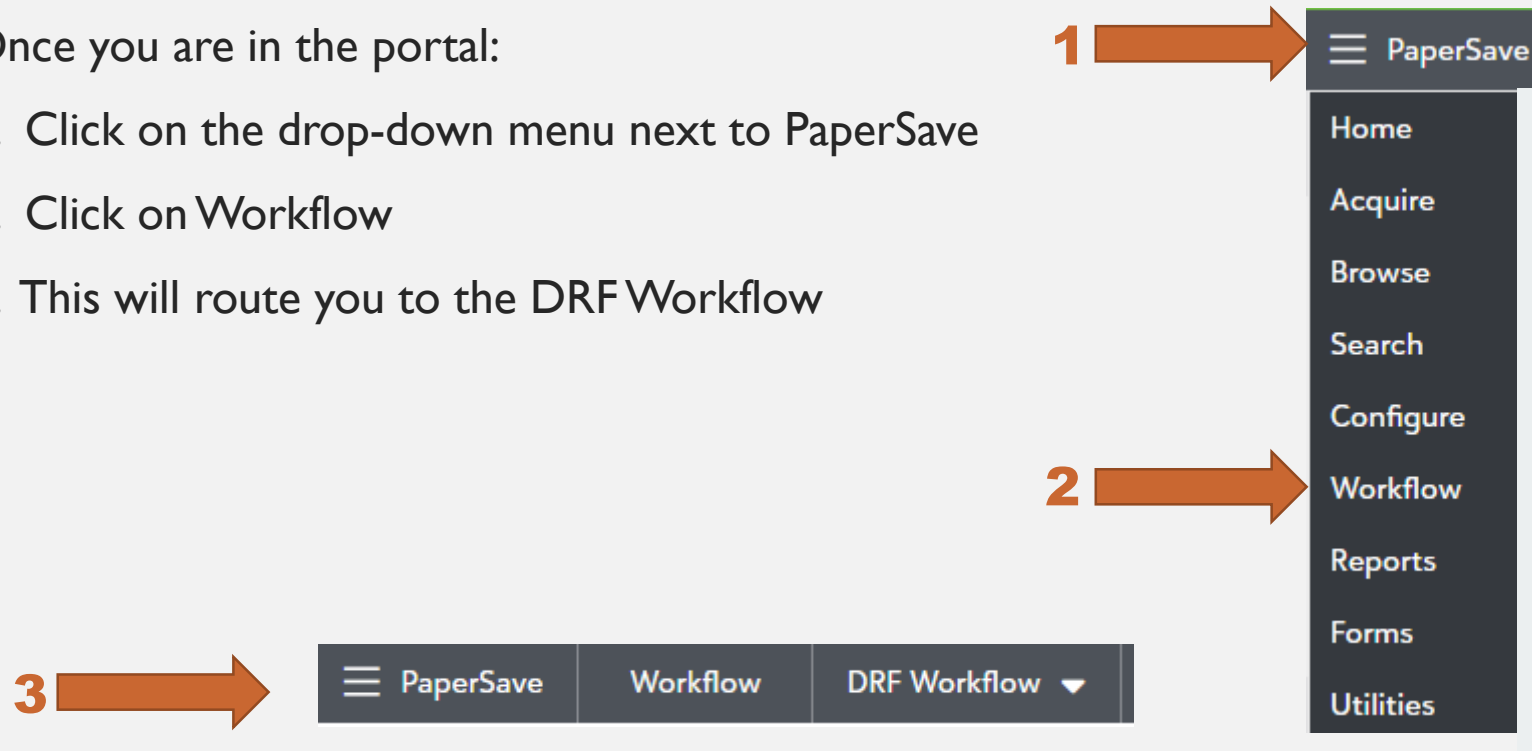 Once you are in the portal:
. Click on the drop-down menu next to PaperSave
. Click on Workflow
. This will route you to the DRF Workflow
1
PaperSave
Home
Acquire
Browse
Search
Configure
2
Workflow
Reports
Forms
Utilities
3
PaperSave Workflow DRF Workflow